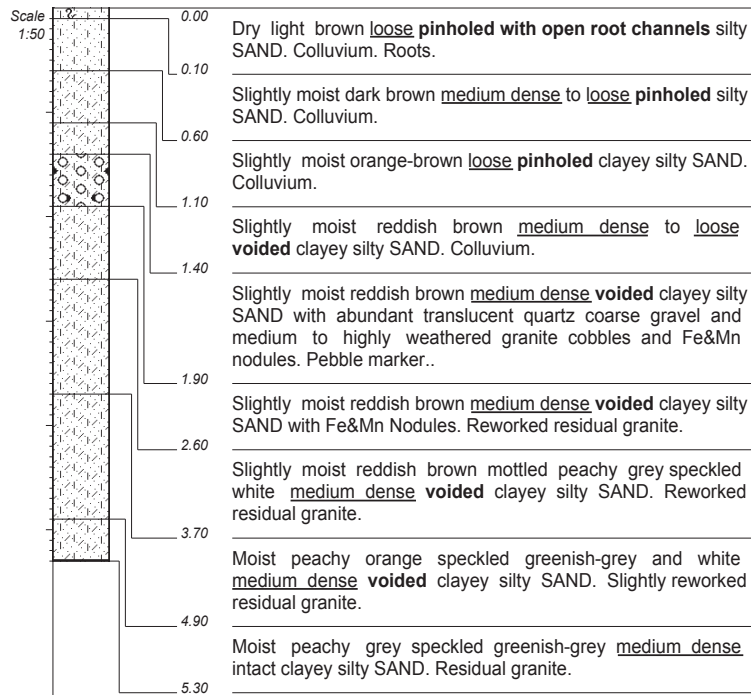 Scale
1:50
0.00
Dry light brown loose pinholed with open root channels silty
SAND. Colluvium. Roots.
0.10
Slightly moist dark brown medium dense to loose pinholed silty
SAND. Colluvium.
0.60
Slightly moist orange-brown loose pinholed clayey silty SAND.
Colluvium.
1.10
Slightly moist reddish brown medium dense to loose
voided clayey silty SAND. Colluvium.
1.40
Slightly moist reddish brown medium dense voided clayey silty
SAND with abundant translucent quartz coarse gravel and
medium to highly weathered granite cobbles and Fe&Mn
nodules. Pebble marker..
1.90
Slightly moist reddish brown medium dense voided clayey silty
SAND with Fe&Mn Nodules. Reworked residual granite.
2.60
Slightly moist reddish brown mottled peachy grey speckled
white medium dense voided clayey silty SAND. Reworked
residual granite.
3.70
Moist peachy orange speckled greenish-grey and white
medium dense voided clayey silty SAND. Slightly reworked
residual granite.
4.90
Moist peachy grey speckled greenish-grey medium dense
intact clayey silty SAND. Residual granite.
5.30